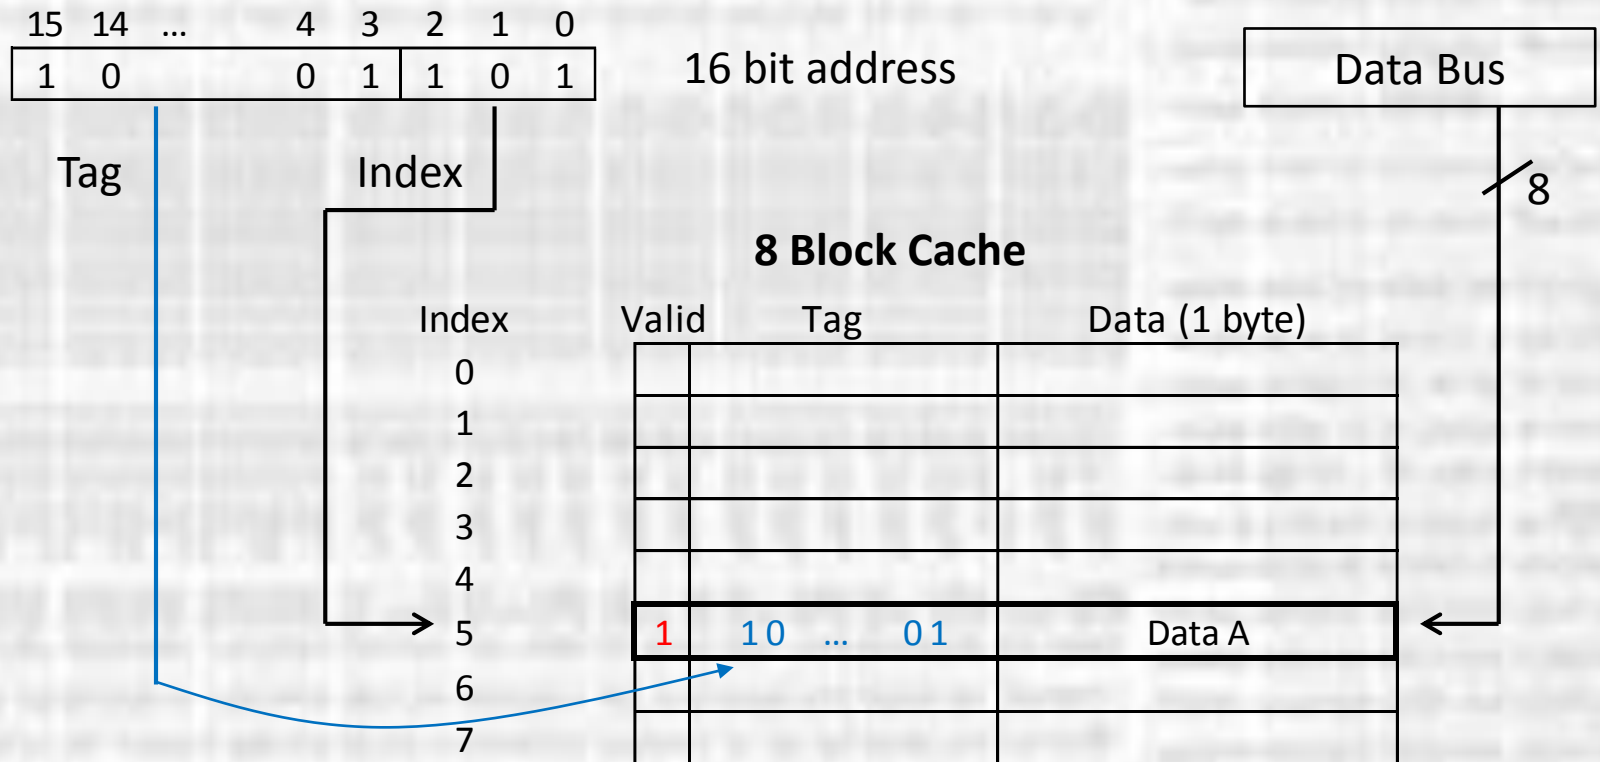 15 14 … 4 3 2 1 0
1 0 0 1 1 0 1
16 bit address
Data Bus
Tag Index
8
8 Block Cache
Index Valid Tag Data (1 byte)
0
1
2
3
4
5 1 10 … 01 Data A
6
7